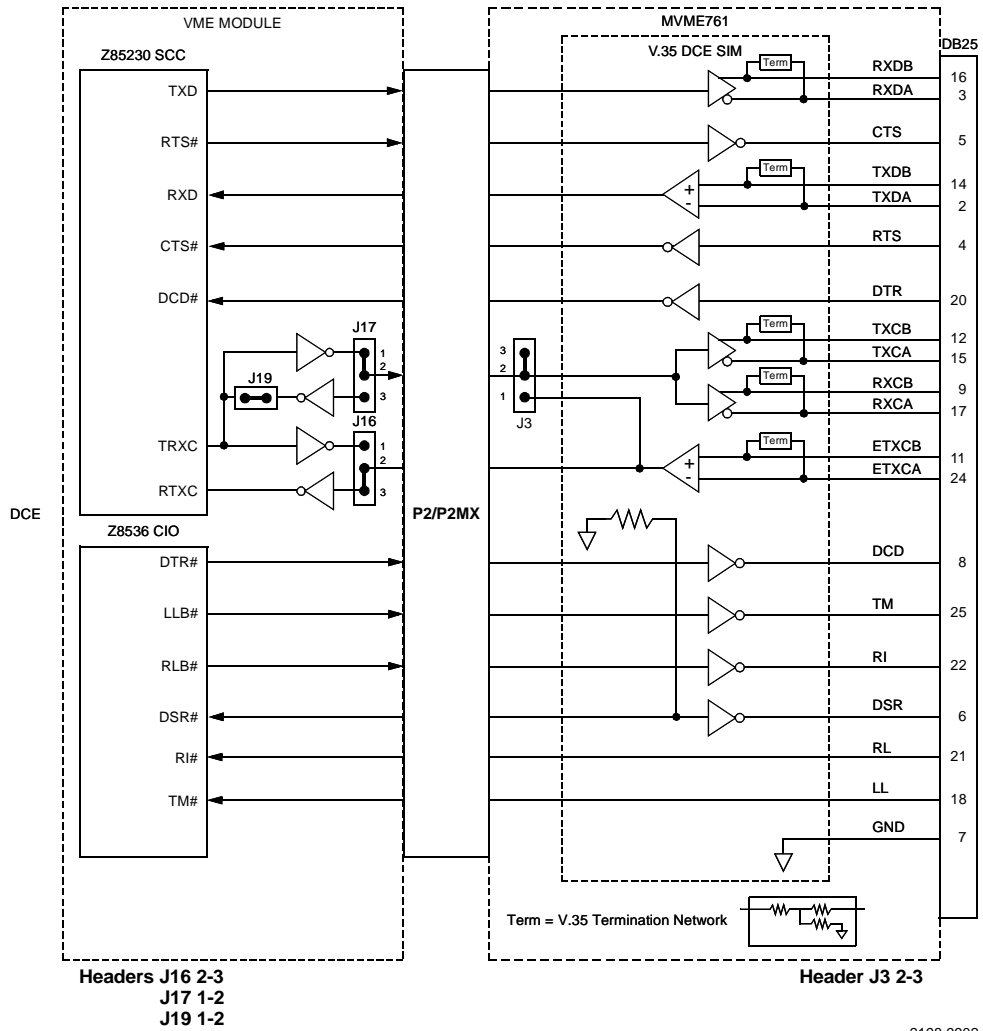 VME MODULE
MVME761
Z85230 SCC
V.35 DCE SIM
DB25
TXD
Term
RXDB
16
RXDA
3
RTS#
CTS
5
RXD
Term
TXDB
14
+
-
TXDA
2
CTS#
RTS
4
DCD#
DTR
20
J17
1
2
3
J19
3
2
1
J3
Term
TXCB
12
TXCA
15
Term
RXCB
9
RXCA
17
J16
TRXC
1
2
3
RTXC
Term
ETXCB
11
+
-
ETXCA
24
DCE
P2/P2MX
Z8536 CIO
DTR#
DCD
8
LLB#
TM
25
RLB#
RI
22
DSR#
DSR
6
RI#
RL
21
TM#
LL
18
GND
7
Term = V.35 Termination Network
Headers J16 2-3
J17 1-2
J19 1-2
Header J3 2-3